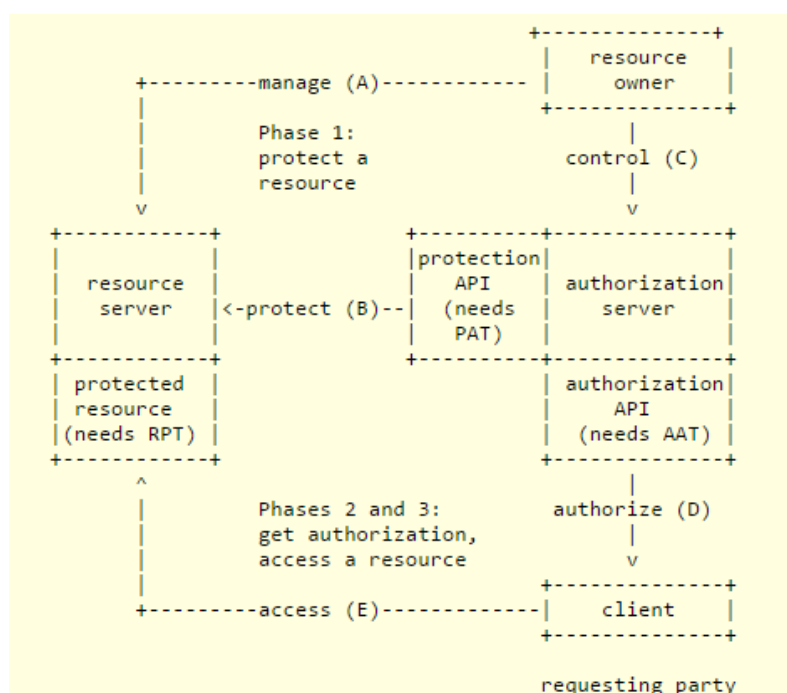 +--------------+
|   resource   |
+---------manage (A)------------ |     owner    |
|                                +--------------+
|         Phase 1:                      |
|         protect a                control (C)
|         resource                      |
v                                       v
+------------+               +----------+--------------+
|            |               |protection|              |
|  resource  |               |   API    | authorization|
|   server   |<-protect (B)--|  (needs  |    server    |
|            |               |   PAT)   |              |
+------------+               +----------+--------------+
| protected  |                          | authorization|
| resource   |                          |     API      |
|(needs RPT) |                          |  (needs AAT) |
+------------+                          +--------------+
^                                       |
|         Phases 2 and 3:          authorize (D)
|         get authorization,            |
|         access a resource             v
|                                +--------------+
+---------access (E)-------------|    client    |
+--------------+
requesting party